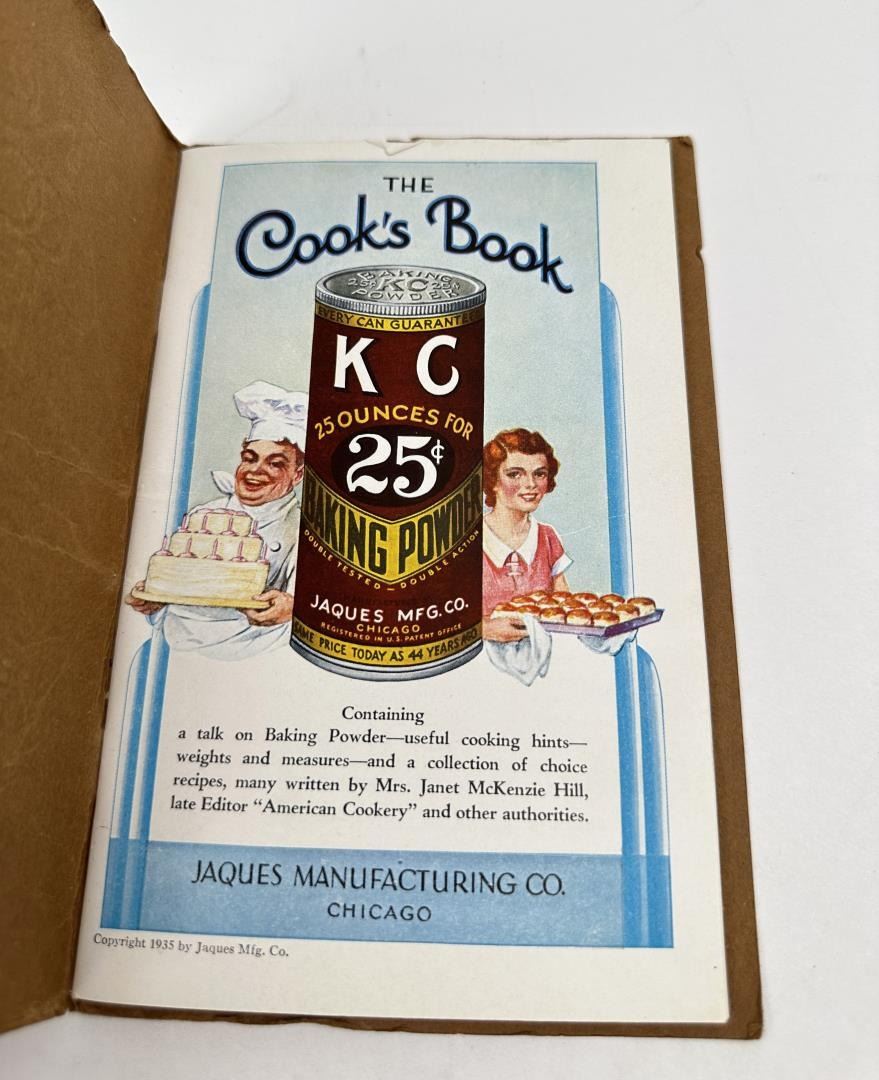 THE
Cook's Book
BAKING
25¢ KC 25¢
POWDER
EVERY CAN GUARANTEE
K C
25 OUNCES FOR
25¢
BAKING POWDER
DOUBLE TESTED — DOUBLE ACTION
JAQUES MFG. CO.
CHICAGO
REGISTERED IN U.S. PATENT OFFICE
SAME PRICE TODAY AS 44 YEARS AGO
Containing
a talk on Baking Powder—useful cooking hints—
weights and measures—and a collection of choice
recipes, many written by Mrs. Janet McKenzie Hill,
late Editor "American Cookery" and other authorities.
JAQUES MANUFACTURING CO.
CHICAGO
Copyright 1935 by Jaques Mfg. Co.